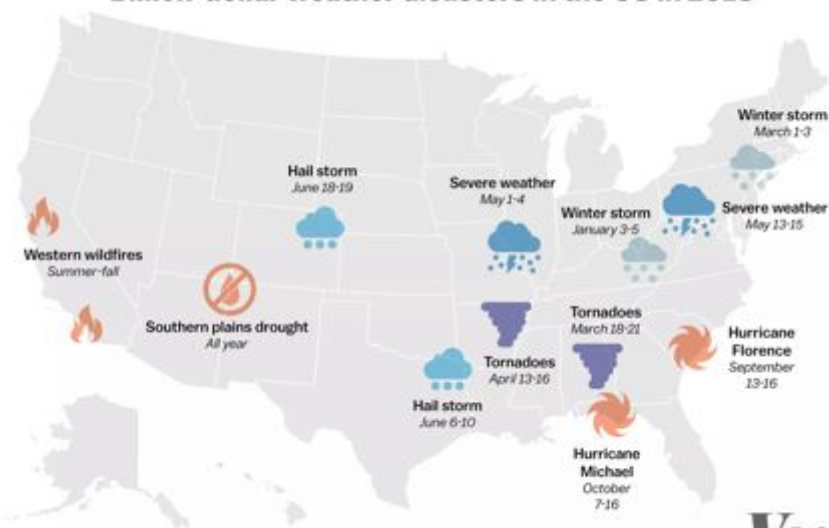 Winter storm
March 1-3
Hail storm
June 18-19
Severe weather
May 1-4
Winter storm
January 3-5
Severe weather
May 13-15
Western wildfires
Summer-fall
Southern plains drought
All year
Tornadoes
March 18-21
Hurricane
Florence
September
13-16
Tornadoes
April 13-16
Hail storm
June 6-10
Hurricane
Michael
October
7-16